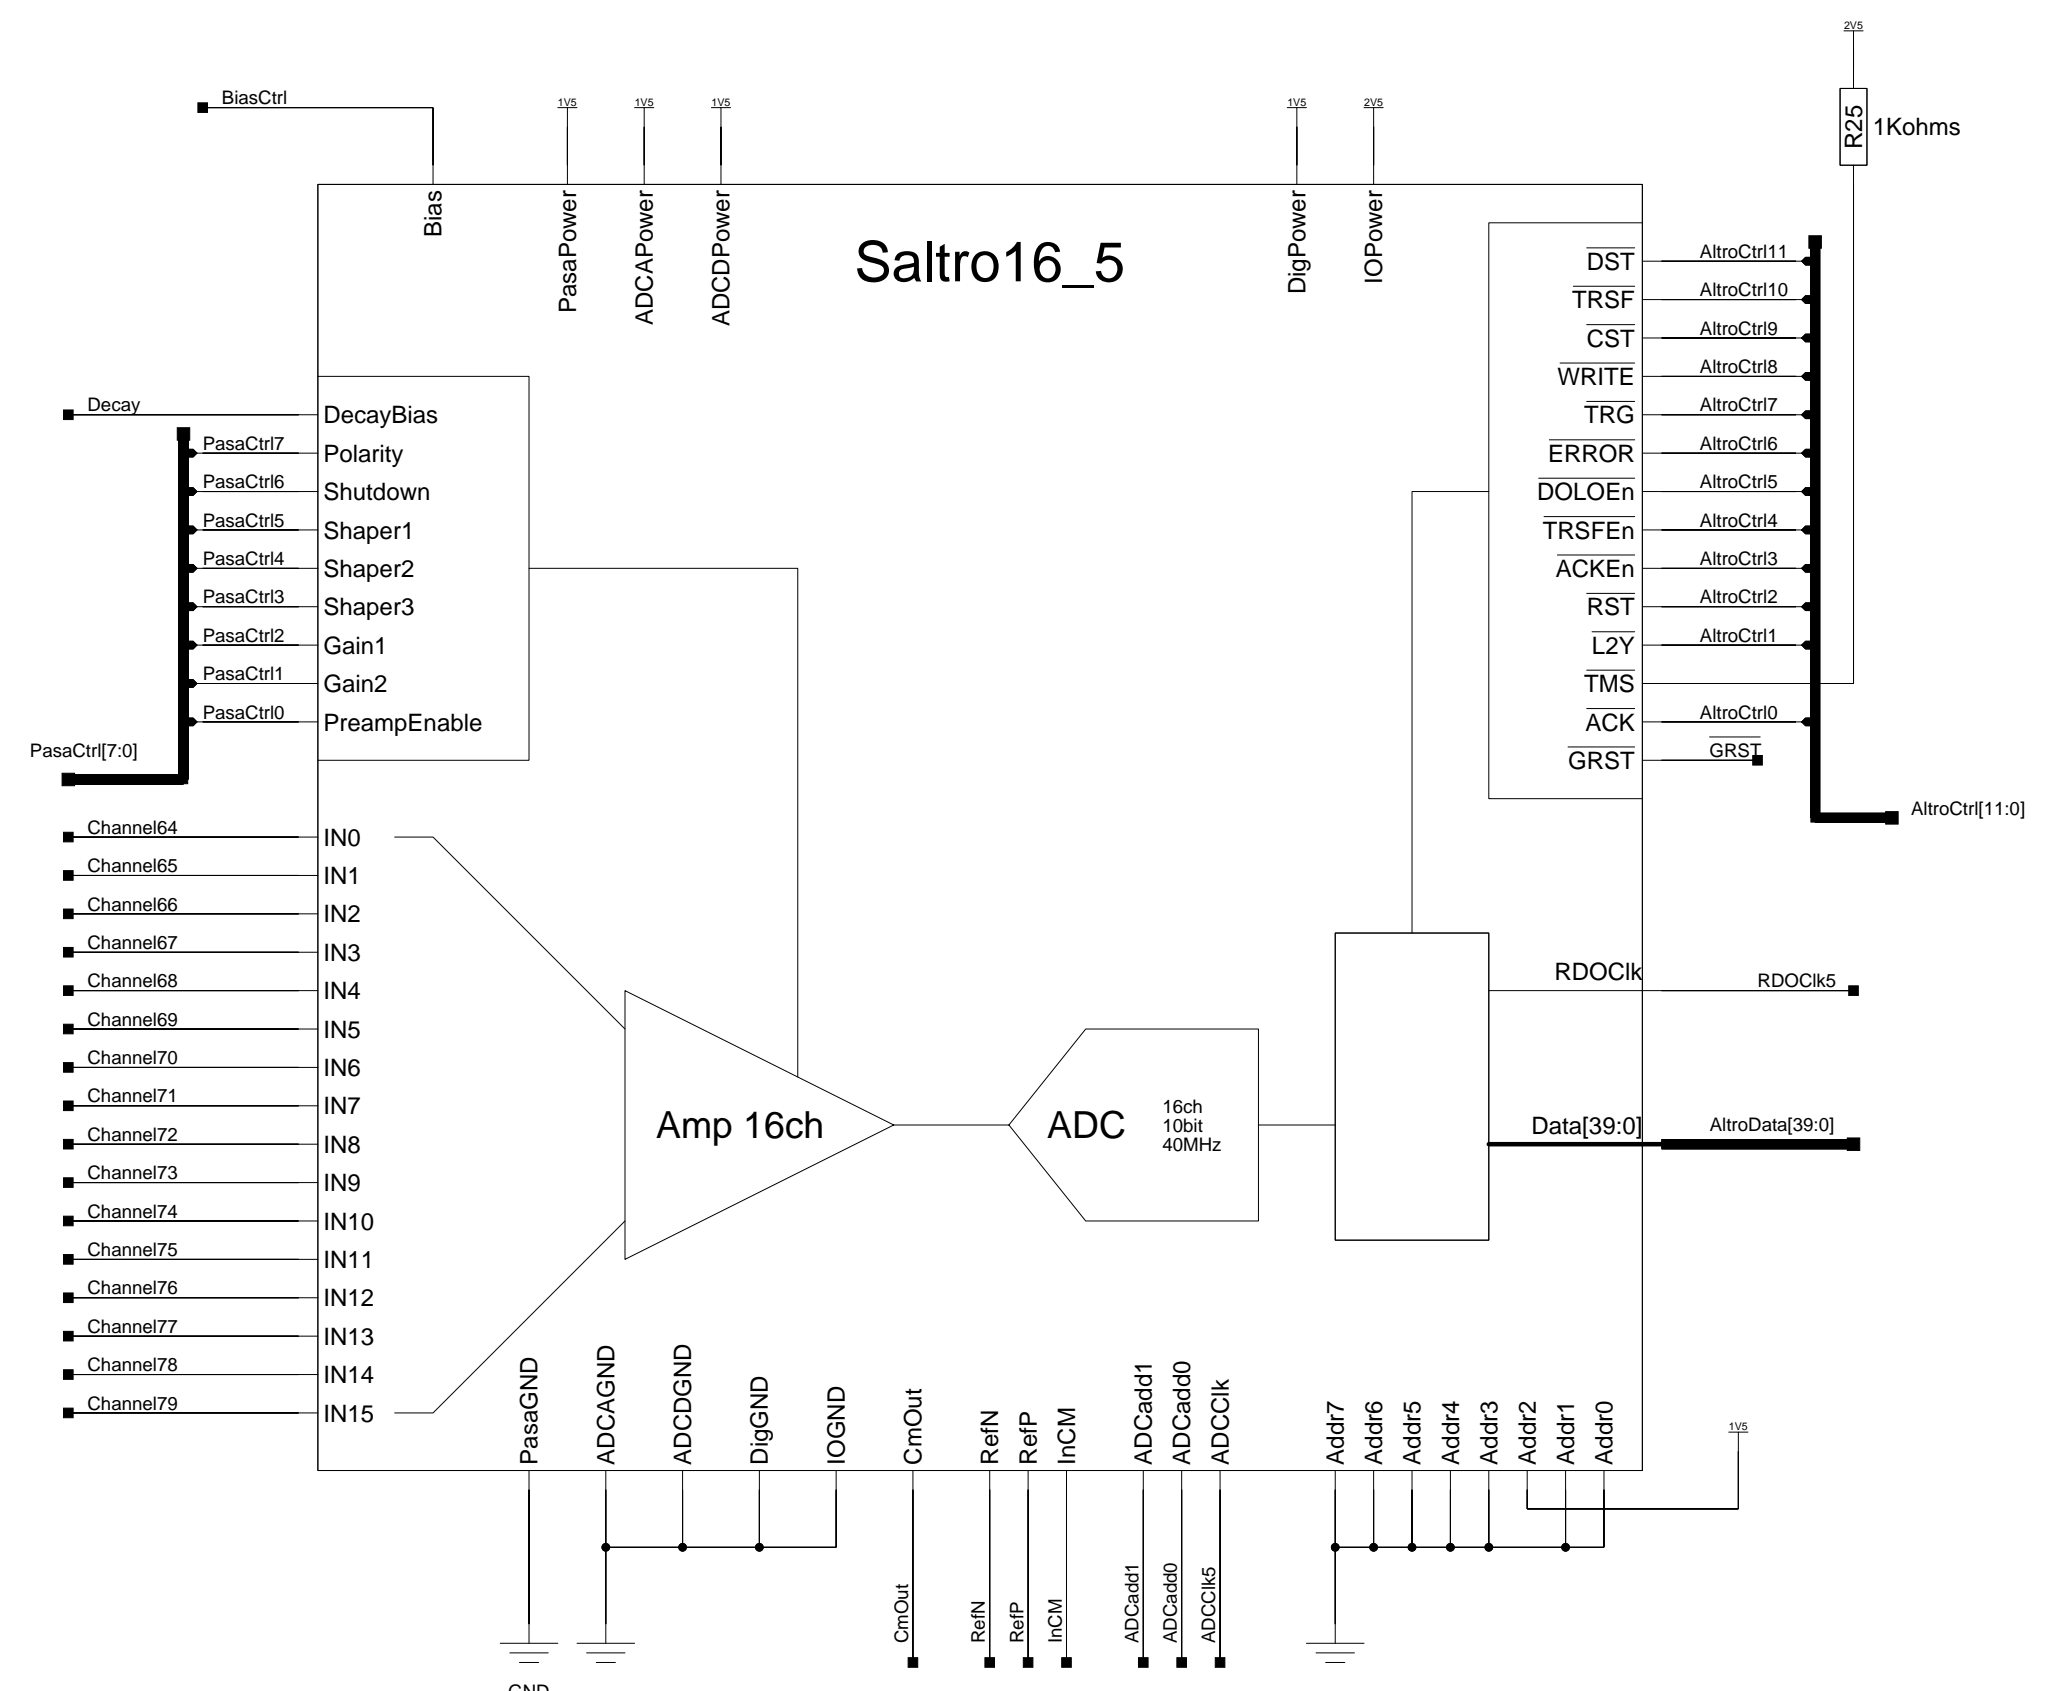 2V5
BiasCtrl
1V5
1V5
1V5
1V5
2V5
R25
1Kohms
Bias
PasaPower
ADCAPower
ADCDPower
Saltro16_5
DigPower
IOPower
DST
AltroCtrl11
TRSF
AltroCtrl10
CST
AltroCtrl9
WRITE
AltroCtrl8
TRG
AltroCtrl7
ERROR
AltroCtrl6
DOLOEn
AltroCtrl5
TRSFEn
AltroCtrl4
ACKEn
AltroCtrl3
RST
AltroCtrl2
L2Y
AltroCtrl1
TMS
ACK
AltroCtrl0
GRST
GRST
AltroCtrl[11:0]
Decay
DecayBias
PasaCtrl7
Polarity
PasaCtrl6
Shutdown
PasaCtrl5
Shaper1
PasaCtrl4
Shaper2
PasaCtrl3
Shaper3
PasaCtrl2
Gain1
PasaCtrl1
Gain2
PasaCtrl0
PreampEnable
PasaCtrl[7:0]
Channel64
IN0
Channel65
IN1
Channel66
IN2
Channel67
IN3
Channel68
IN4
Channel69
IN5
Channel70
IN6
Channel71
IN7
Channel72
IN8
Channel73
IN9
Channel74
IN10
Channel75
IN11
Channel76
IN12
Channel77
IN13
Channel78
IN14
Channel79
IN15
Amp 16ch
ADC
16ch
10bit
40MHz
RDOClk
RDOClk5
Data[39:0]
AltroData[39:0]
PasaGND
ADCAGND
ADCDGND
DigGND
IOGND
CmOut
RefN
RefP
InCM
ADCadd1
ADCadd0
ADCClk
Addr7
Addr6
Addr5
Addr4
Addr3
Addr2
Addr1
Addr0
1V5
CmOut
RefN
RefP
InCM
ADCadd1
ADCadd0
ADCClk5
GND